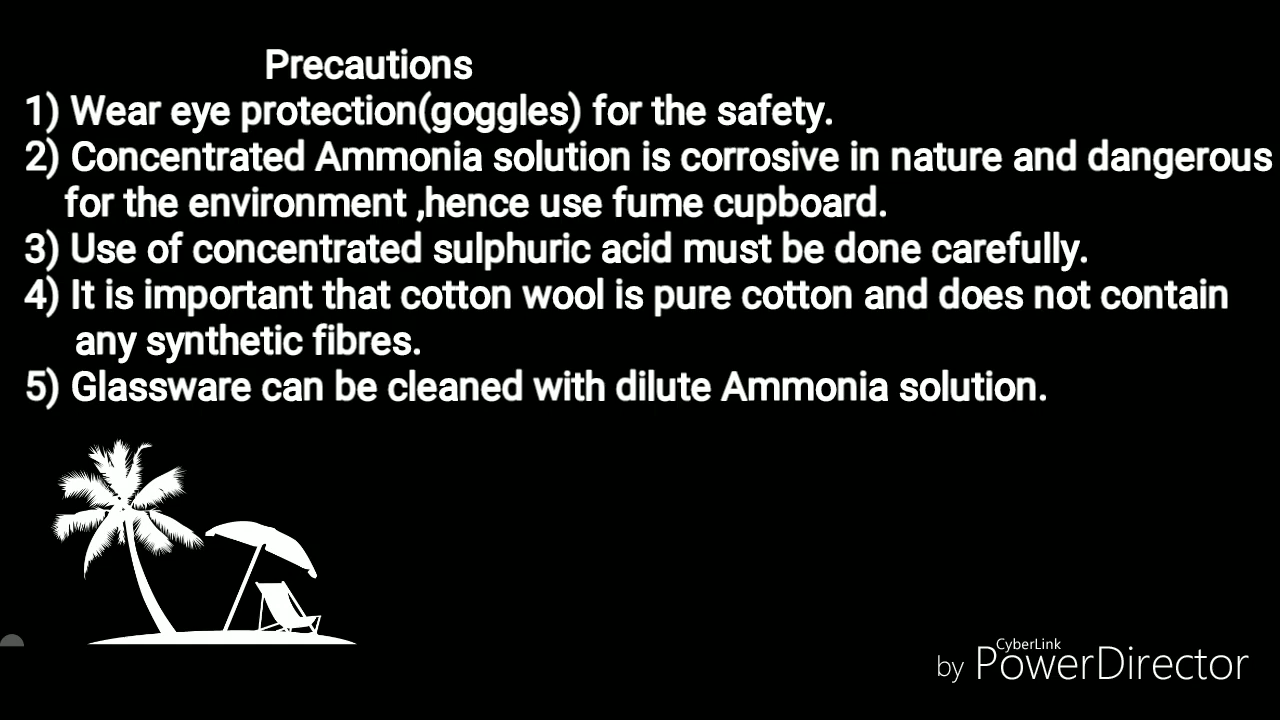 Precautions
1) Wear eye protection(goggles) for the safety.
2) Concentrated Ammonia solution is corrosive in nature and dangerous
for the environment ,hence use fume cupboard.
3) Use of concentrated sulphuric acid must be done carefully.
4) It is important that cotton wool is pure cotton and does not contain
any synthetic fibres.
5) Glassware can be cleaned with dilute Ammonia solution.
CyberLink
by PowerDirector